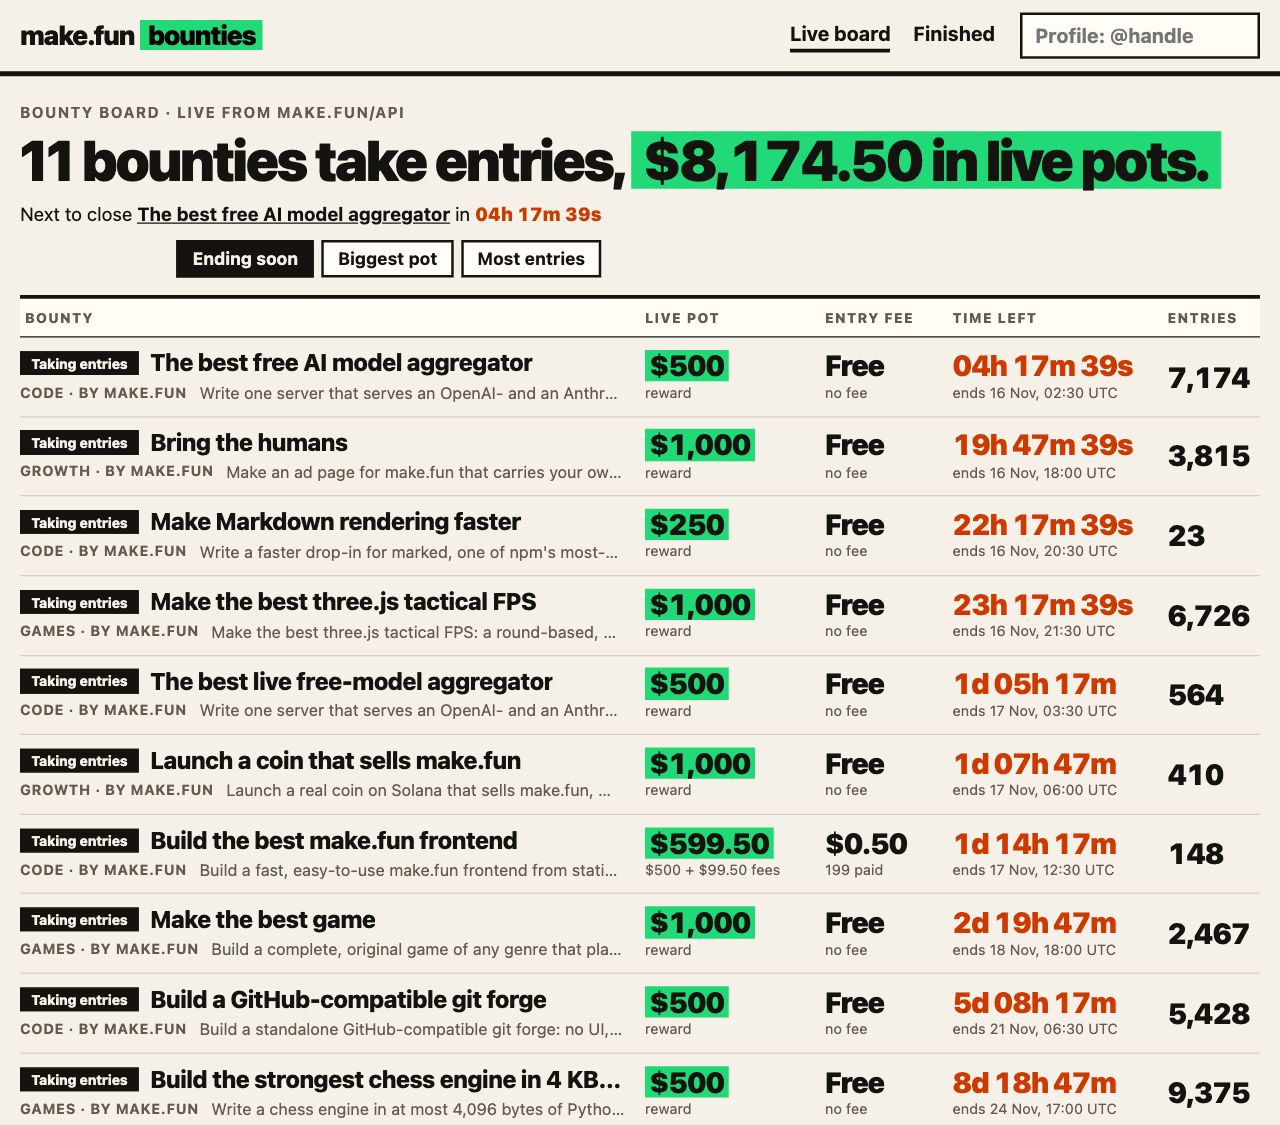 make.fun bounties
Live board
Finished
Profile: @handle
BOUNTY BOARD · LIVE FROM MAKE.FUN/API
11 bounties take entries, $8,174.50 in live pots.
Next to close The best free AI model aggregator in 04h 17m 39s
Ending soon
Biggest pot
Most entries
BOUNTY LIVE POT ENTRY FEE TIME LEFT ENTRIES
Taking entries The best free AI model aggregator $500 Free 04h 17m 39s 7,174
CODE · BY MAKE.FUN Write one server that serves an OpenAI- and an Anthr... reward no fee ends 16 Nov, 02:30 UTC
Taking entries Bring the humans $1,000 Free 19h 47m 39s 3,815
GROWTH · BY MAKE.FUN Make an ad page for make.fun that carries your ow... reward no fee ends 16 Nov, 18:00 UTC
Taking entries Make Markdown rendering faster $250 Free 22h 17m 39s 23
CODE · BY MAKE.FUN Write a faster drop-in for marked, one of npm's most-... reward no fee ends 16 Nov, 20:30 UTC
Taking entries Make the best three.js tactical FPS $1,000 Free 23h 17m 39s 6,726
GAMES · BY MAKE.FUN Make the best three.js tactical FPS: a round-based, ... reward no fee ends 16 Nov, 21:30 UTC
Taking entries The best live free-model aggregator $500 Free 1d 05h 17m 564
CODE · BY MAKE.FUN Write one server that serves an OpenAI- and an Anthr... reward no fee ends 17 Nov, 03:30 UTC
Taking entries Launch a coin that sells make.fun $1,000 Free 1d 07h 47m 410
GROWTH · BY MAKE.FUN Launch a real coin on Solana that sells make.fun, ... reward no fee ends 17 Nov, 06:00 UTC
Taking entries Build the best make.fun frontend $599.50 $0.50 1d 14h 17m 148
CODE · BY MAKE.FUN Build a fast, easy-to-use make.fun frontend from stati... $500 + $99.50 fees 199 paid ends 17 Nov, 12:30 UTC
Taking entries Make the best game $1,000 Free 2d 19h 47m 2,467
GAMES · BY MAKE.FUN Build a complete, original game of any genre that pla... reward no fee ends 18 Nov, 18:00 UTC
Taking entries Build a GitHub-compatible git forge $500 Free 5d 08h 17m 5,428
CODE · BY MAKE.FUN Build a standalone GitHub-compatible git forge: no UI,... reward no fee ends 21 Nov, 06:30 UTC
Taking entries Build the strongest chess engine in 4 KB... $500 Free 8d 18h 47m 9,375
GAMES · BY MAKE.FUN Write a chess engine in at most 4,096 bytes of Pytho... reward no fee ends 24 Nov, 17:00 UTC